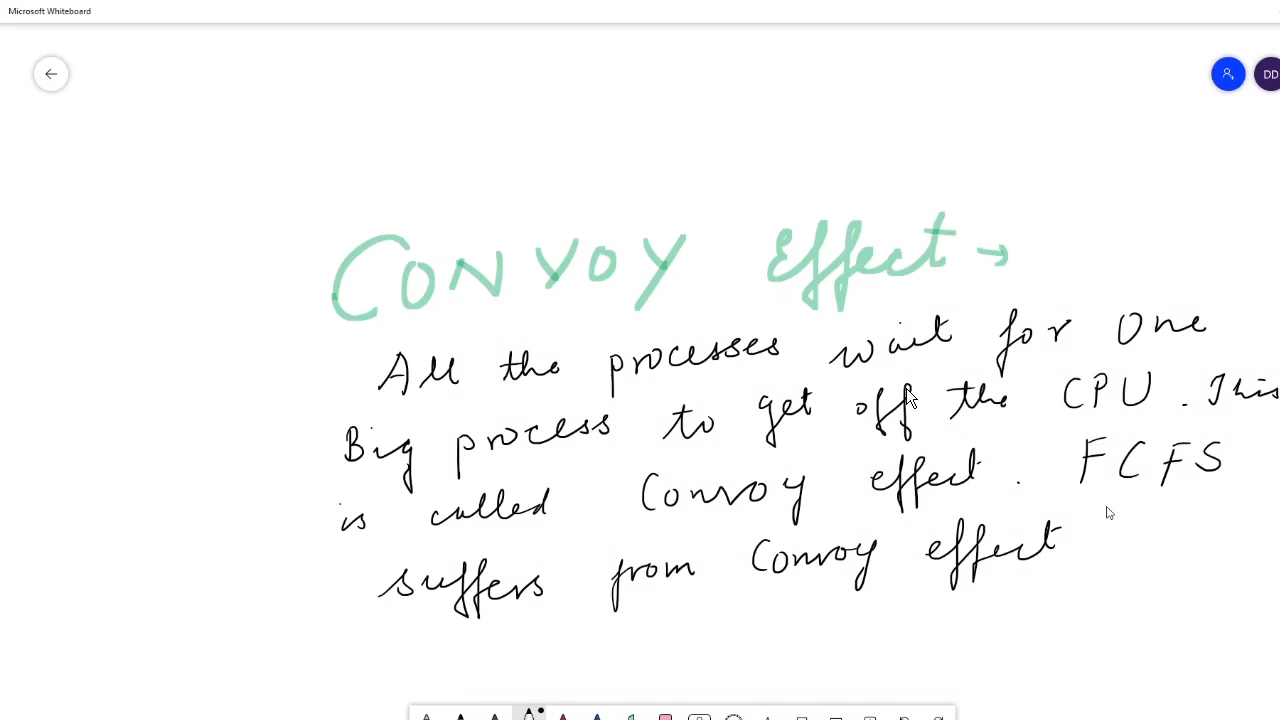 Microsoft Whiteboard
DD
CONVOY Effect →
All the processes wait for One
Big process to get off the CPU. This
is called Convoy effect. FCFS
suffers from Convoy effect